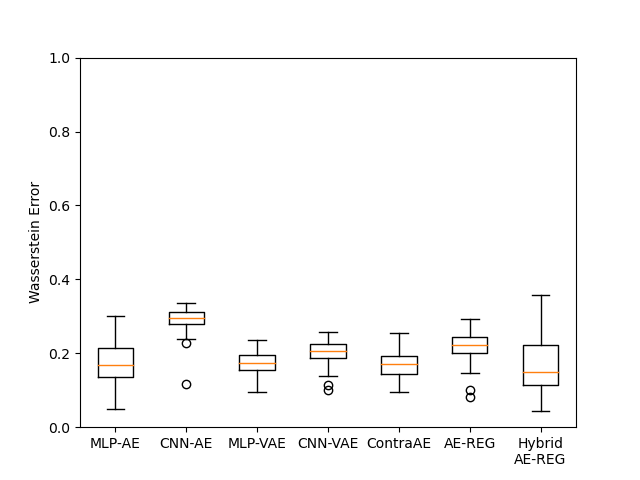 1.0
0.8
0.6
0.4
0.2
0.0
Wasserstein Error
MLP-AE
CNN-AE
MLP-VAE
CNN-VAE
ContraAE
AE-REG
Hybrid
AE-REG